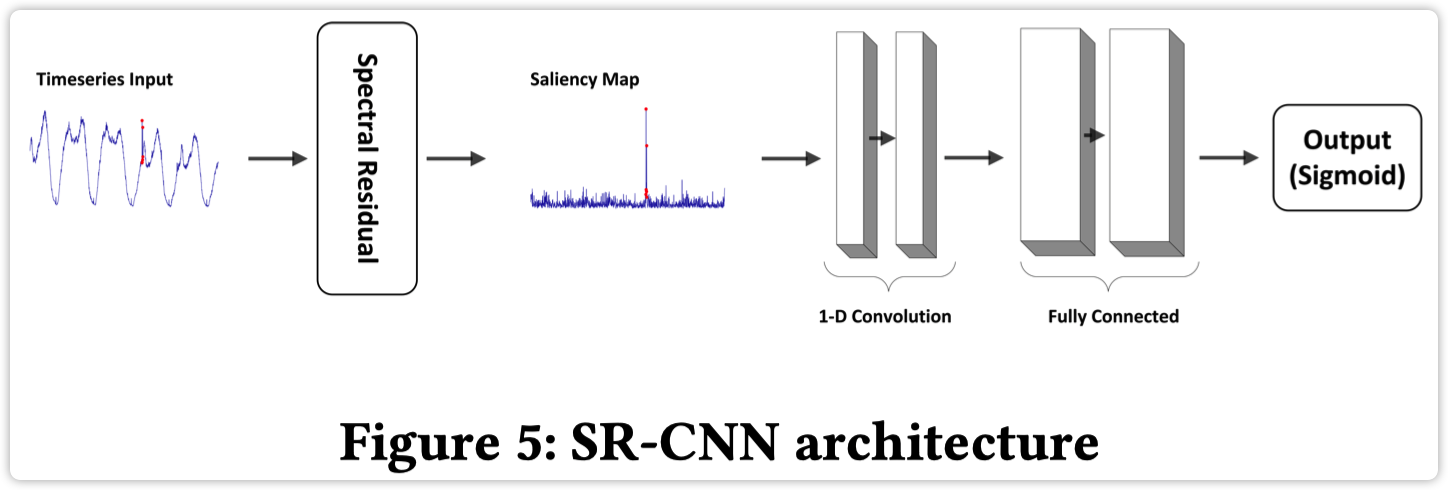 Timeseries Input
Spectral Residual
Saliency Map
1-D Convolution
Fully Connected
Output
(Sigmoid)
Figure 5: SR-CNN architecture